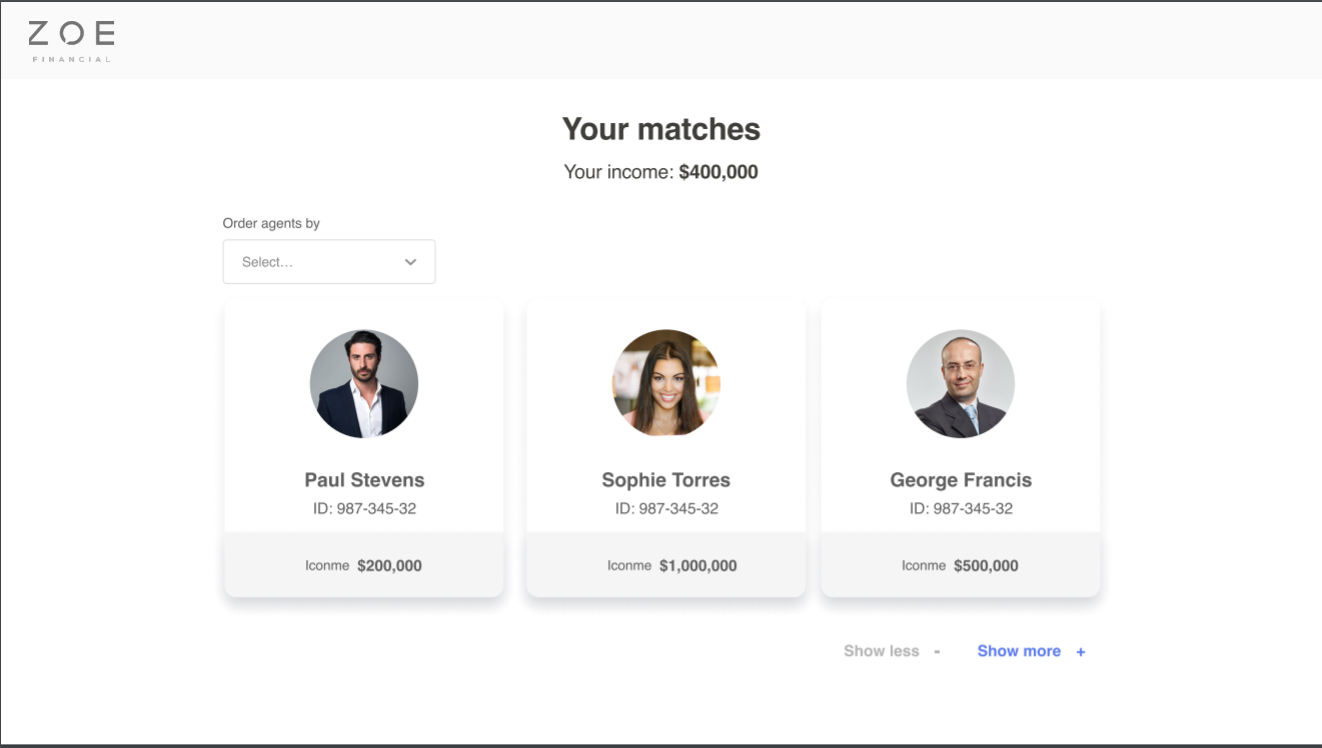 ZOE
FINANCIAL
Your matches
Your income: $400,000
Order agents by
Select...
Paul Stevens
ID: 987-345-32
Iconme $200,000
Sophie Torres
ID: 987-345-32
Iconme $1,000,000
George Francis
ID: 987-345-32
Iconme $500,000
Show less -
Show more +